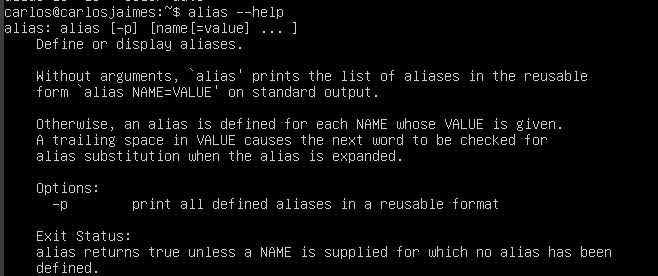 carlos@carlosjaimes:~$ alias --help
alias: alias [-p] [name[=value] ... ]
Define or display aliases.
Without arguments, `alias' prints the list of aliases in the reusable
form `alias NAME=VALUE' on standard output.
Otherwise, an alias is defined for each NAME whose VALUE is given.
A trailing space in VALUE causes the next word to be checked for
alias substitution when the alias is expanded.
Options:
-p        print all defined aliases in a reusable format
Exit Status:
alias returns true unless a NAME is supplied for which no alias has been
defined.